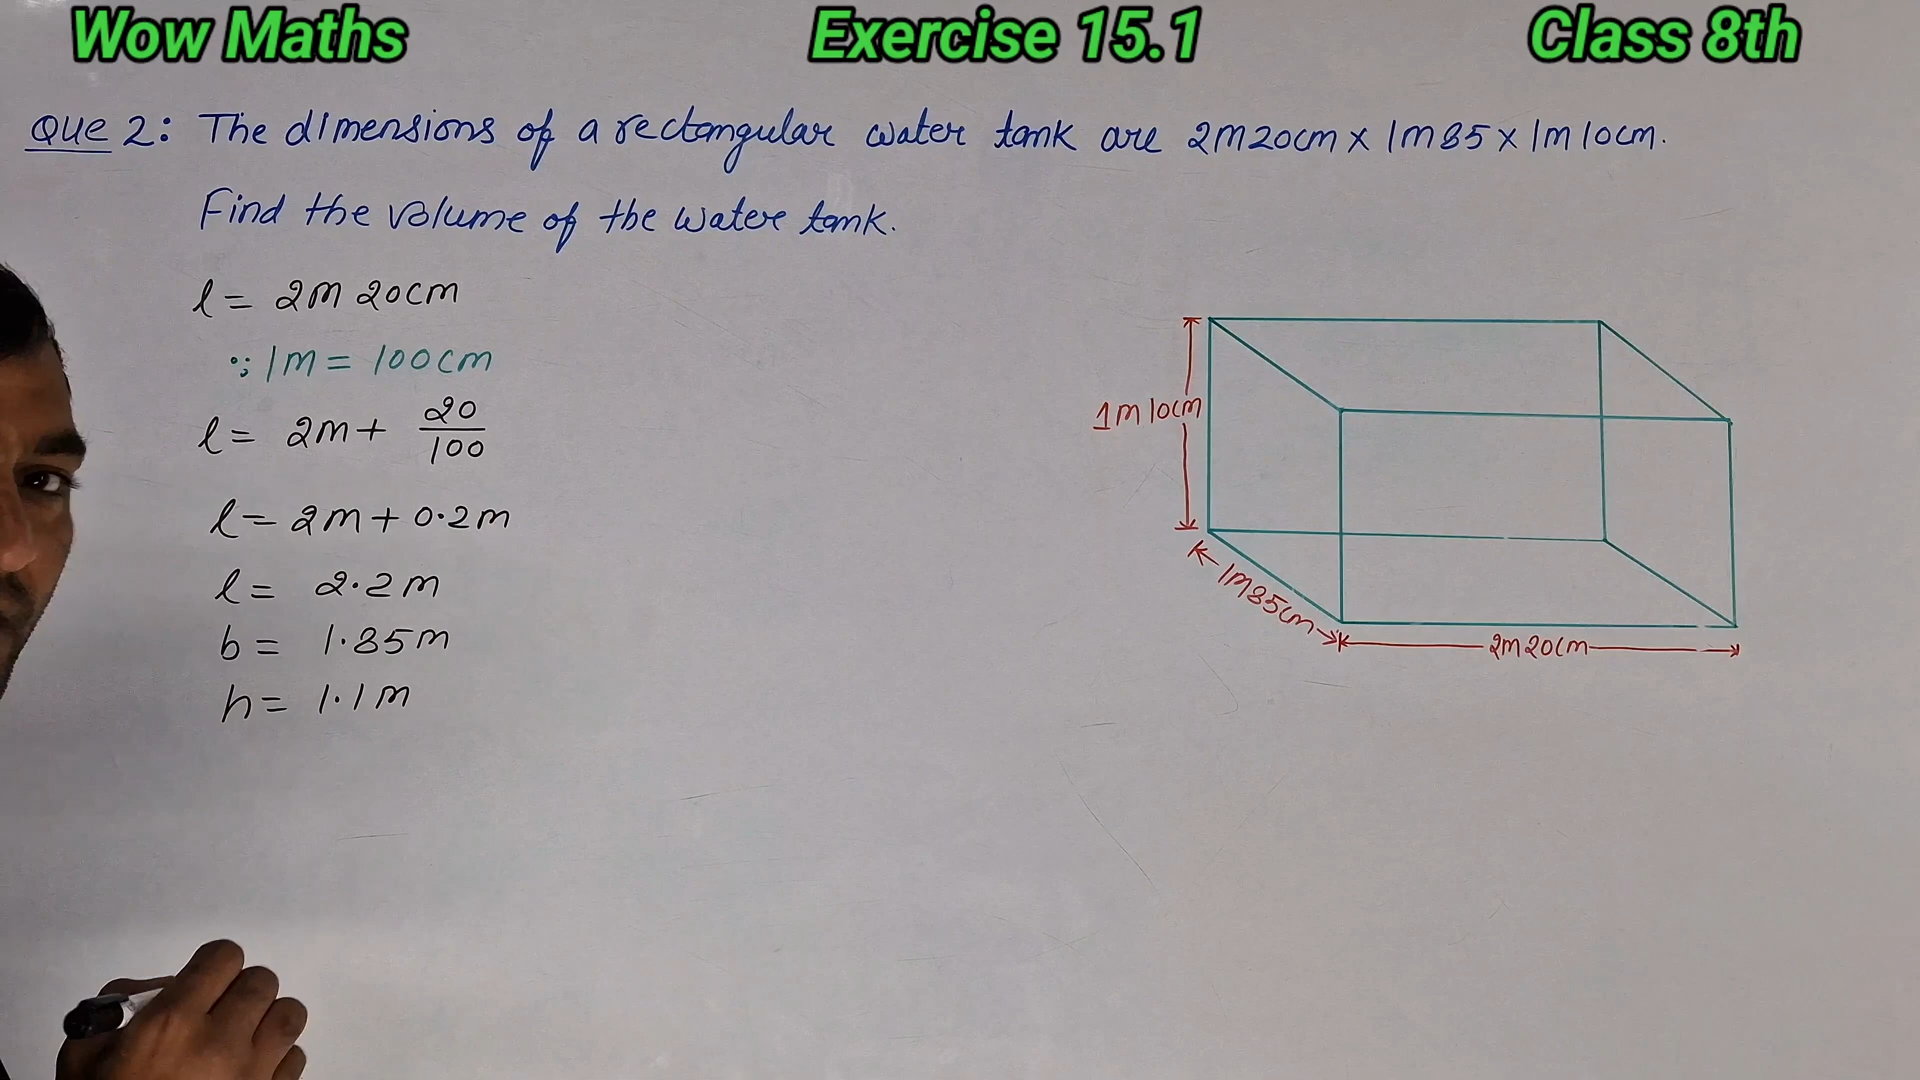 Wow Maths Exercise 15.1 Class 8th
QUE 2: The dimensions of a rectangular water tank are 2m20cm x 1m85 x 1m10cm.
Find the volume of the water tank.
l = 2m 20cm
∵ 1m = 100cm
l = 2m + 20/100
l = 2m + 0.2m
l = 2.2m
b = 1.85m
h = 1.1m
1m10cm
1m85cm
2m20cm